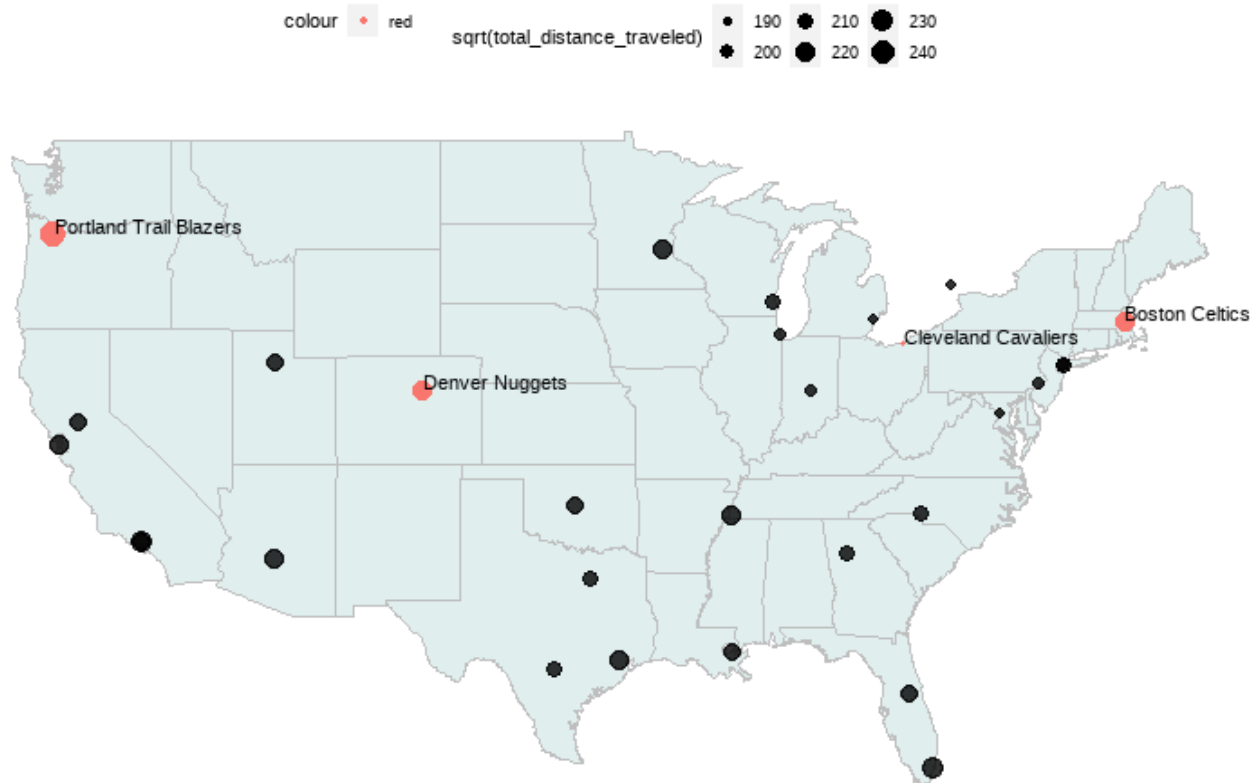 colour red
sqrt(total_distance_traveled) 190 210 230
200 220 240
Portland Trail Blazers
Boston Celtics
Cleveland Cavaliers
Denver Nuggets